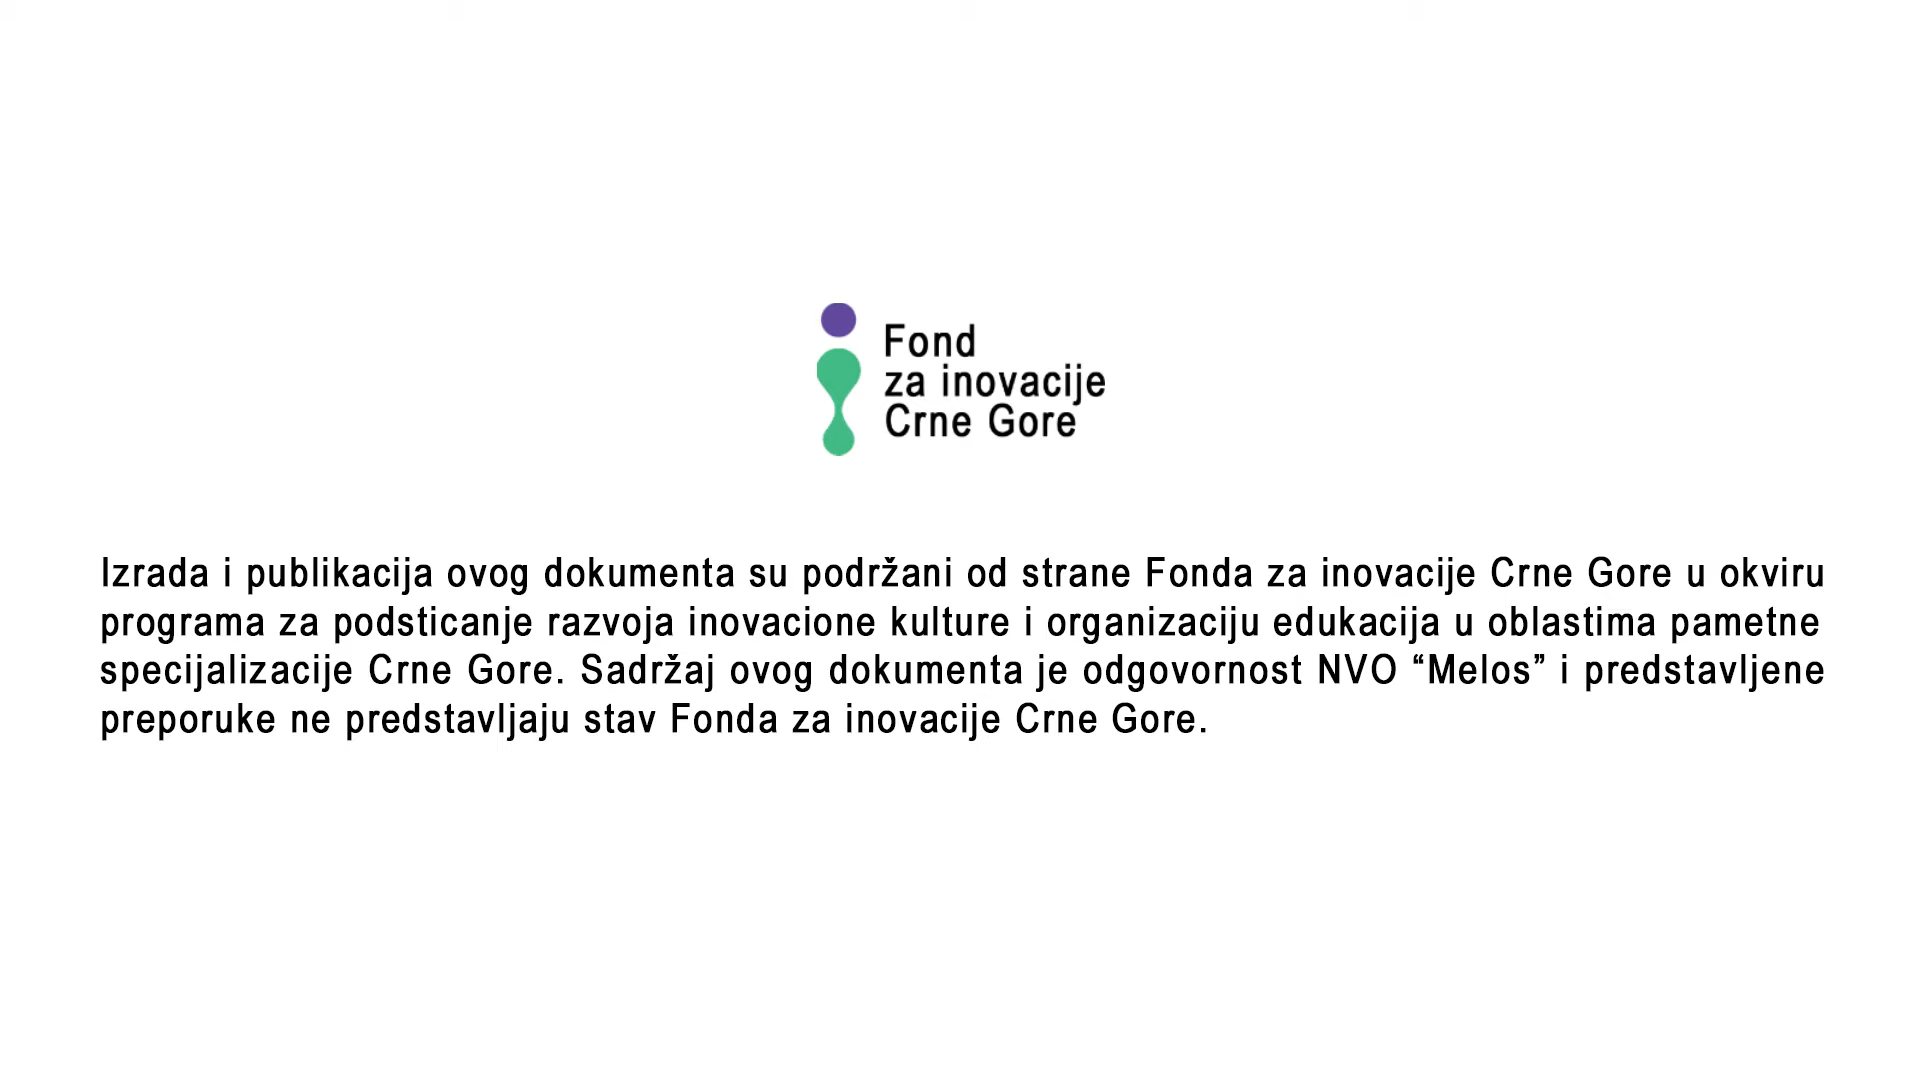 Fond
za inovacije
Crne Gore
Izrada i publikacija ovog dokumenta su podržani od strane Fonda za inovacije Crne Gore u okviru
programa za podsticanje razvoja inovacione kulture i organizaciju edukacija u oblastima pametne
specijalizacije Crne Gore. Sadržaj ovog dokumenta je odgovornost NVO “Melos” i predstavljene
preporuke ne predstavljaju stav Fonda za inovacije Crne Gore.